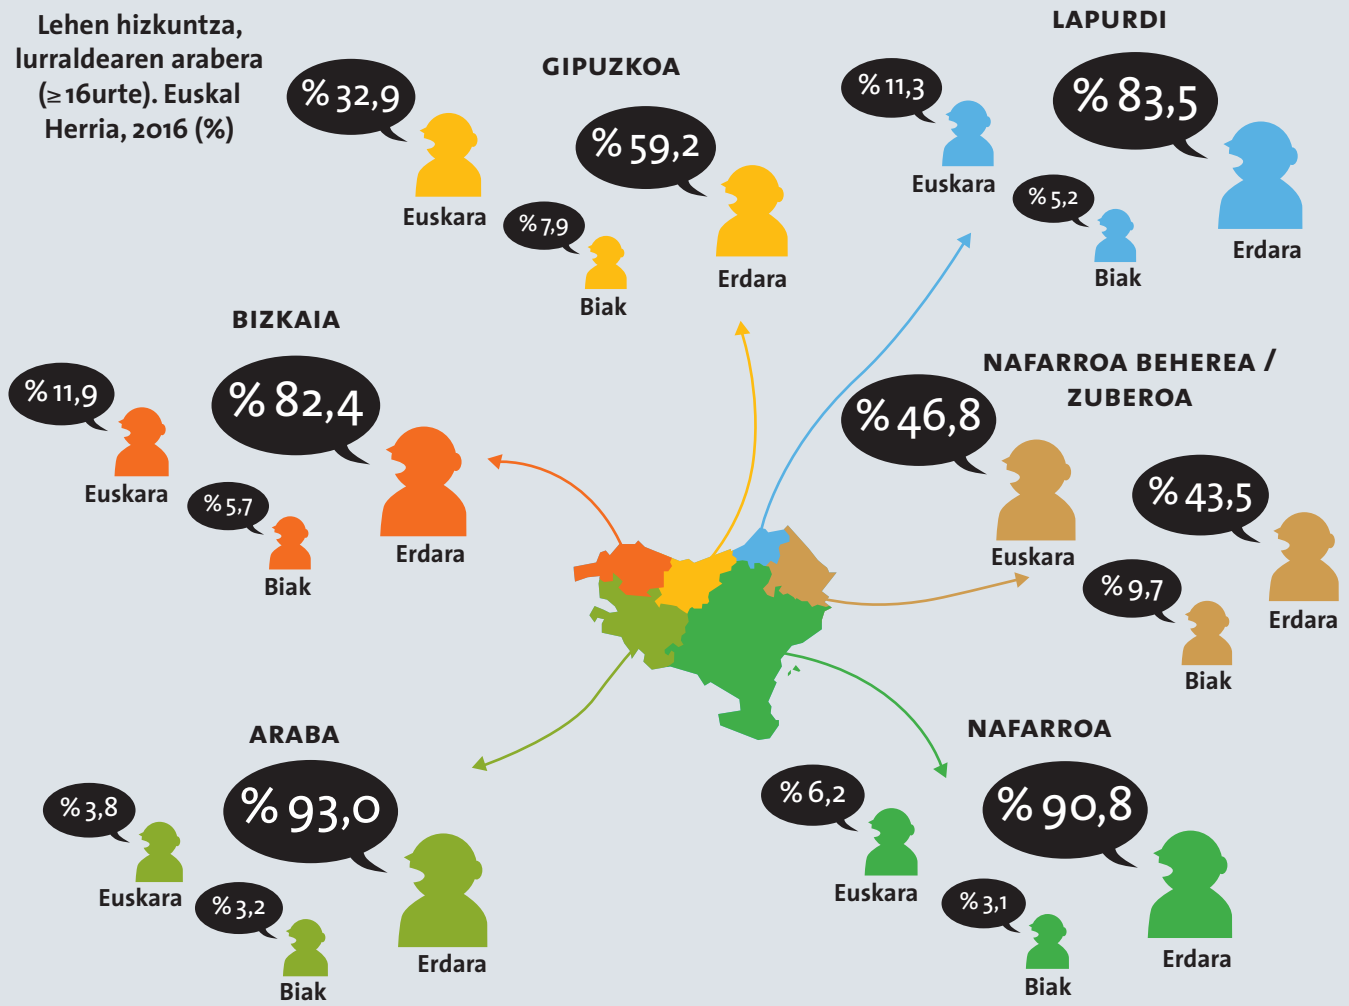 Lehen hizkuntza,
lurraldearen arabera
(≥16urte). Euskal
Herria, 2016 (%)
GIPUZKOA
% 32,9
Euskara
% 59,2
Erdara
% 7,9
Biak
LAPURDI
% 11,3
Euskara
% 83,5
Erdara
% 5,2
Biak
BIZKAIA
% 11,9
Euskara
% 82,4
Erdara
% 5,7
Biak
NAFARROA BEHEREA /
ZUBEROA
% 46,8
Euskara
% 43,5
Erdara
% 9,7
Biak
ARABA
% 3,8
Euskara
% 93,0
Erdara
% 3,2
Biak
NAFARROA
% 6,2
Euskara
% 90,8
Erdara
% 3,1
Biak